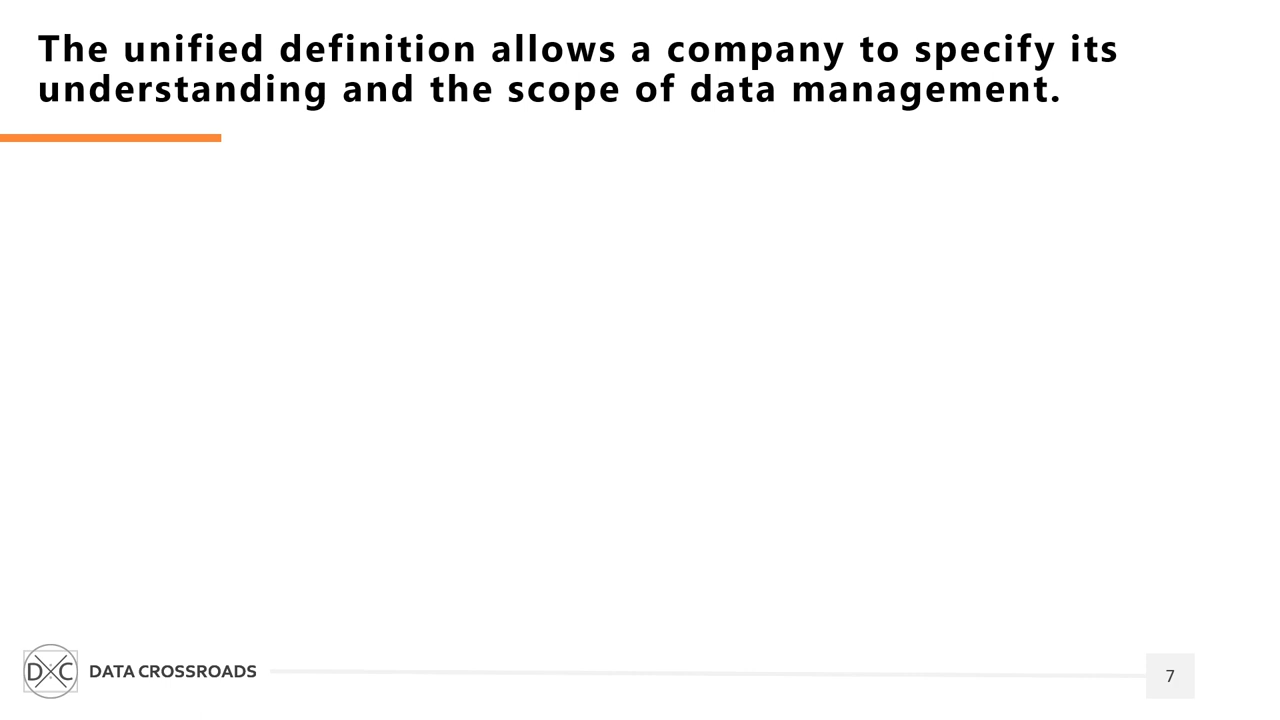 The unified definition allows a company to specify its
understanding and the scope of data management.
DXC
DATA CROSSROADS
7